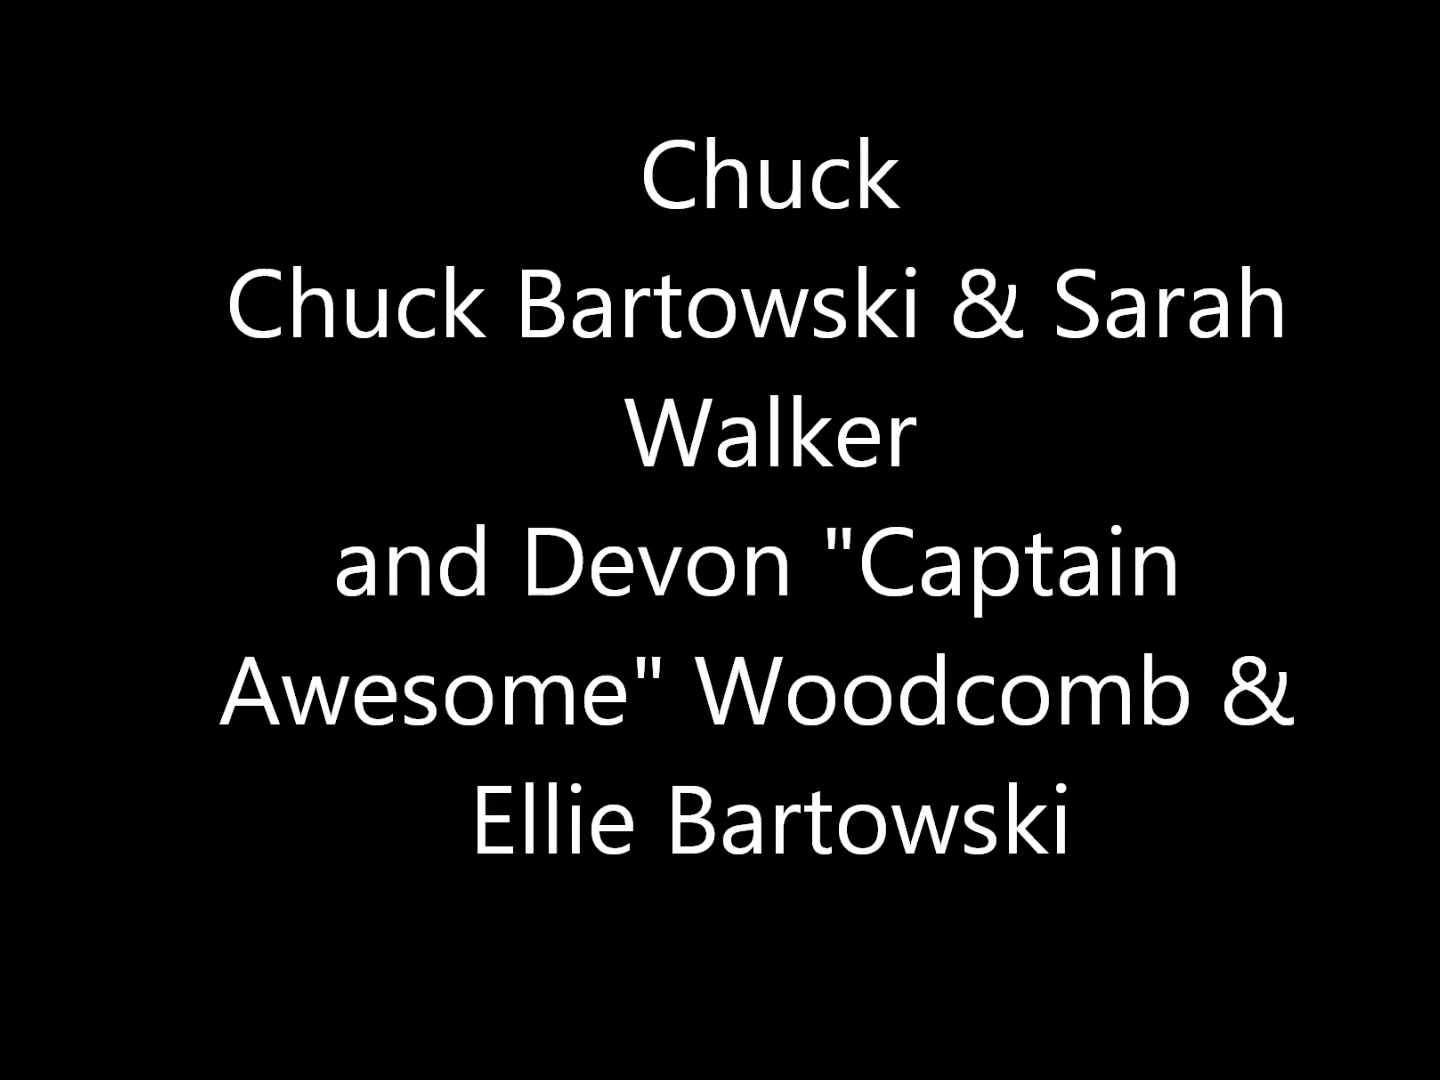 Chuck
Chuck Bartowski & Sarah
Walker
and Devon "Captain
Awesome" Woodcomb &
Ellie Bartowski